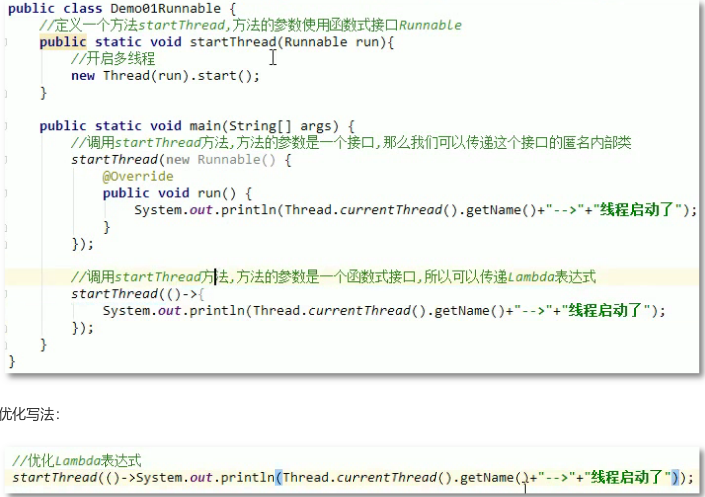 public class Demo01Runnable {
//定义一个方法startThread,方法的参数使用函数式接口Runnable
public static void startThread(Runnable run){
//开启多线程
new Thread(run).start();
}
public static void main(String[] args) {
//调用startThread方法,方法的参数是一个接口,那么我们可以传递这个接口的匿名内部类
startThread(new Runnable() {
@Override
public void run() {
System.out.println(Thread.currentThread().getName()+"-->"+"线程启动了");
}
});
//调用startThread方法,方法的参数是一个函数式接口,所以可以传递Lambda表达式
startThread(()->{
System.out.println(Thread.currentThread().getName()+"-->"+"线程启动了");
});
}
}
优化写法：
//优化Lambda表达式
startThread(()->System.out.println(Thread.currentThread().getName()+"-->"+"线程启动了"));